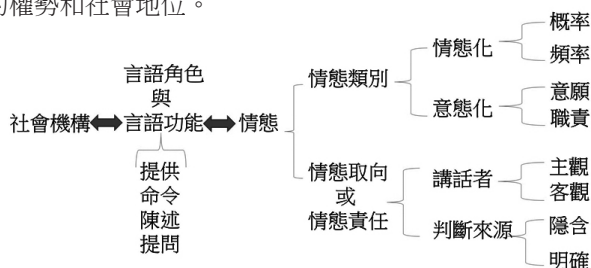 的權勢和社會地位。
概率
情態化
頻率
言語角色
情態類別
與
意願
意態化
社會機構
言語功能
情態
職責
提供
情態取向
主觀
講話者
命令
或
客觀
陳述
情態責任
隱含
判斷來源
提問
明確